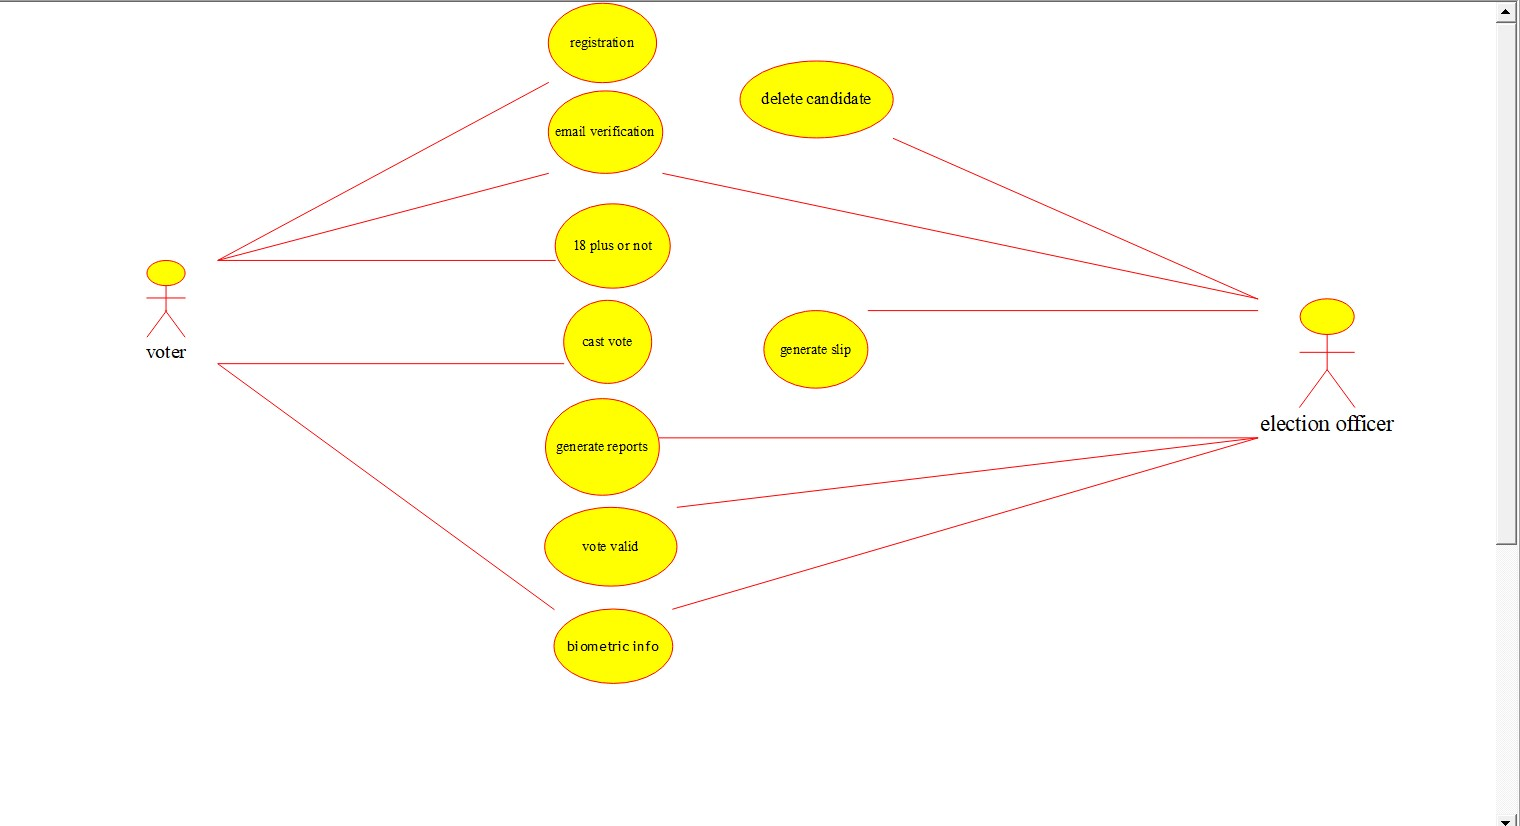 registration
delete candidate
email verification
18 plus or not
cast vote
generate slip
voter
election officer
generate reports
vote valid
biometric info